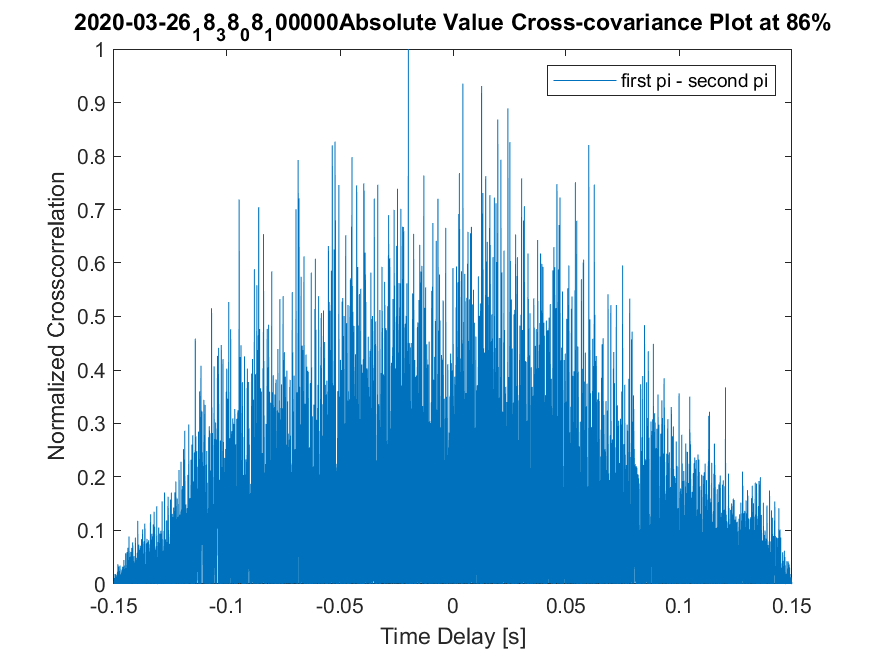 2020-03-26₁8₃8₀8₁00000Absolute Value Cross-covariance Plot at 86%
first pi - second pi
1
0.9
0.8
0.7
0.6
0.5
0.4
0.3
0.2
0.1
0
Normalized Crosscorrelation
-0.15 -0.1 -0.05 0 0.05 0.1 0.15
Time Delay [s]